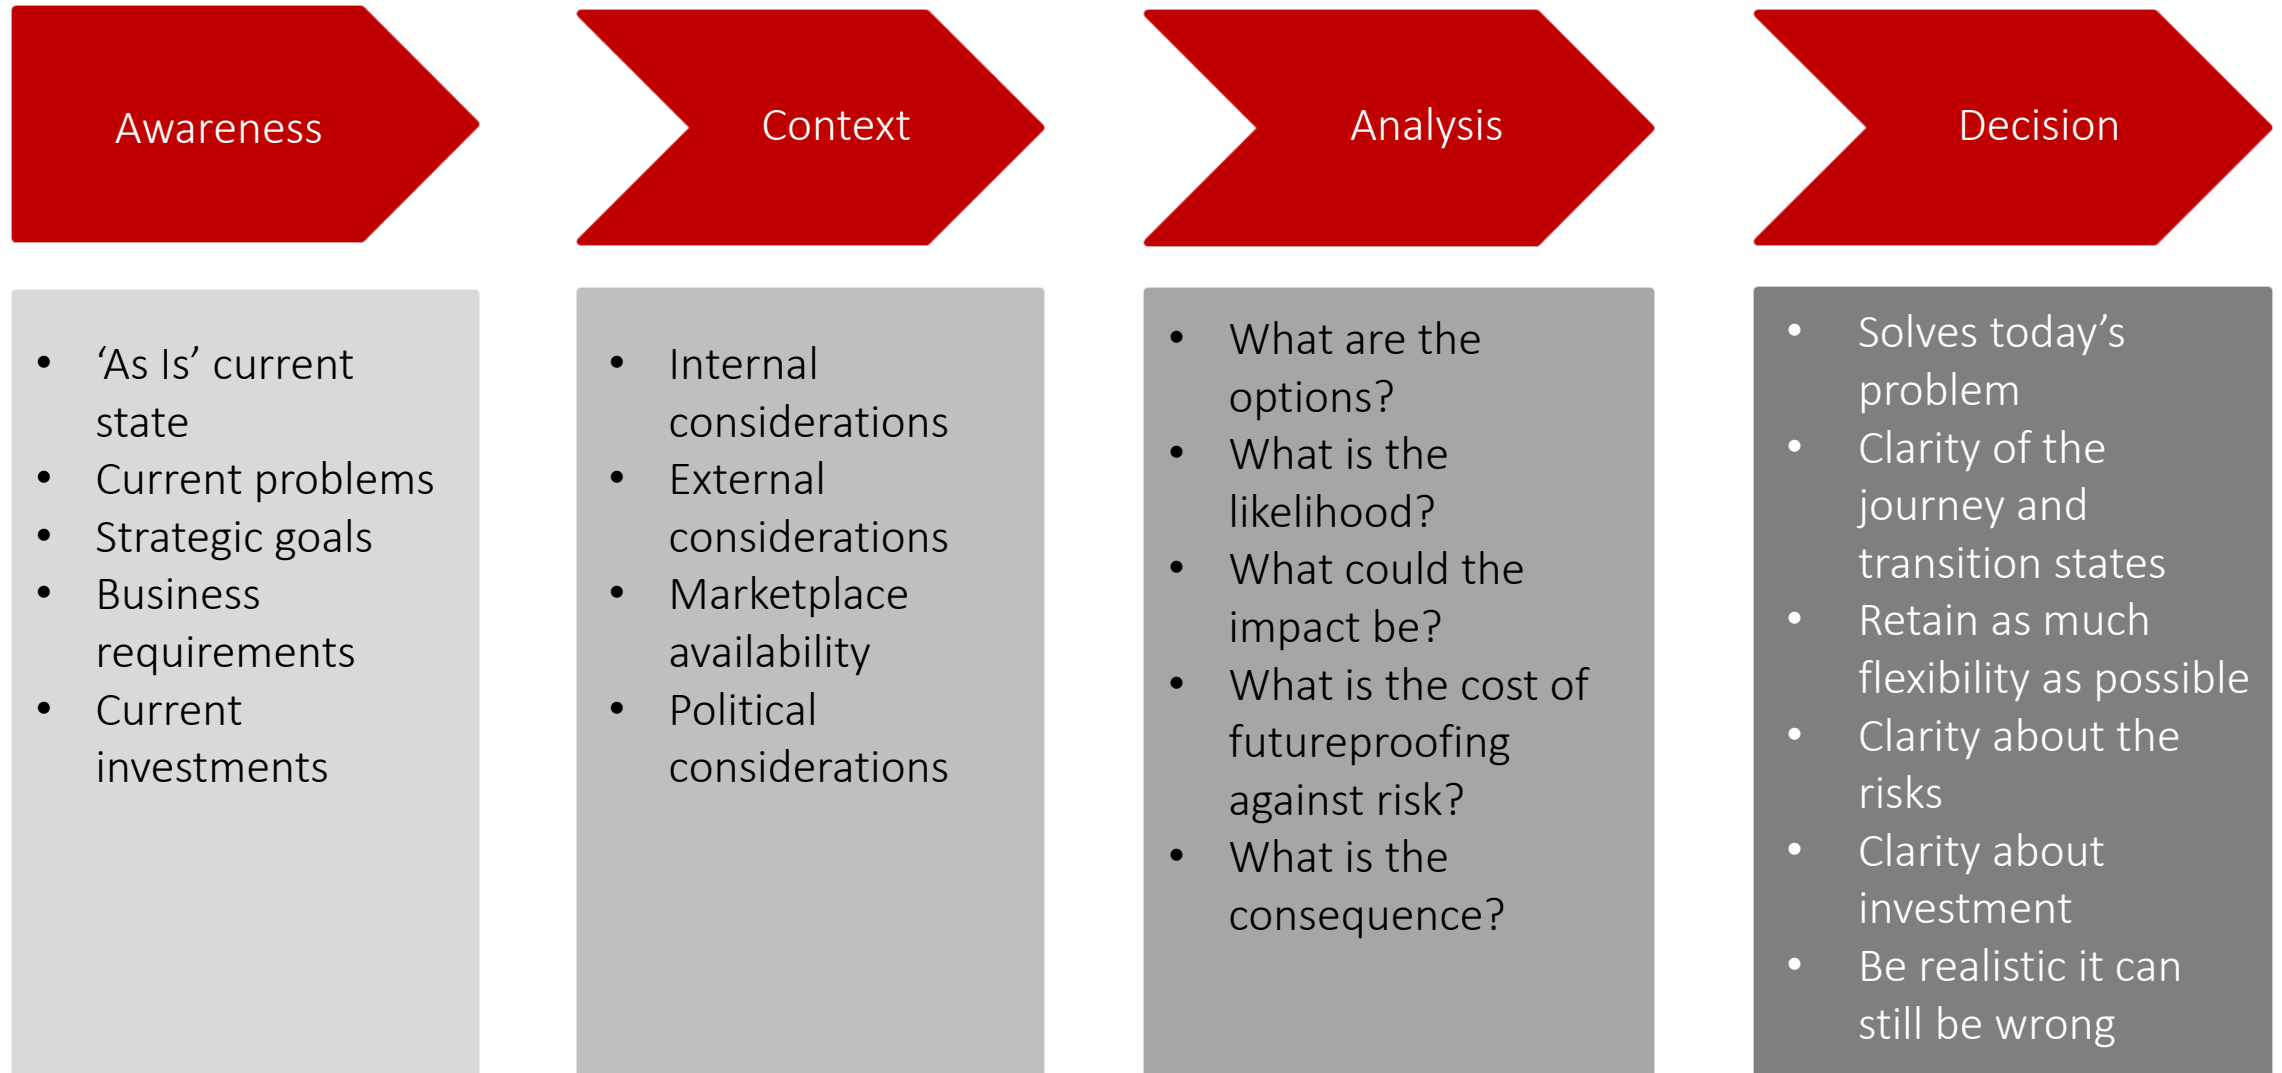 Awareness
Context
Analysis
Decision
• ‘As Is’ current
state
• Current problems
• Strategic goals
• Business
requirements
• Current
investments
• Internal
considerations
• External
considerations
• Marketplace
availability
• Political
considerations
• What are the
options?
• What is the
likelihood?
• What could the
impact be?
• What is the cost of
futureproofing
against risk?
• What is the
consequence?
• Solves today’s
problem
• Clarity of the
journey and
transition states
• Retain as much
flexibility as possible
• Clarity about the
risks
• Clarity about
investment
• Be realistic it can
still be wrong